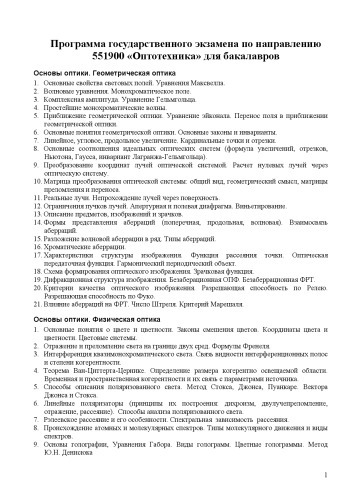 Программа государственного экзамена по направлению
551900 «Оптотехника» для бакалавров
Основы оптики. Геометрическая оптика
1. Основные свойства световых полей. Уравнения Максвелла.
2. Волновые уравнения. Монохроматическое поле.
3. Комплексная амплитуда. Уравнение Гельмгольца.
4. Простейшие монохроматические волны.
5. Приближение геометрической оптики. Уравнение эйконала. Перенос поля в приближении
геометрической оптики.
6. Основные понятия геометрической оптики. Основные законы и инварианты.
7. Линейное, угловое, продольное увеличение. Кардинальные точки и отрезки.
8. Основные соотношения идеальных оптических систем (формула увеличений, отрезков,
Ньютона, Гаусса, инвариант Лагранжа-Гельмгольца).
9. Преобразование координат лучей оптической системой. Расчет нулевых лучей через
оптическую систему.
10. Матрица преобразования оптической системы: общий вид, геометрический смысл, матрицы
преломления и переноса.
11. Реальные лучи. Непрохождение лучей через поверхность.
12. Ограничения пучков лучей. Апертурная и полевая диафрагмы. Виньетирование.
13. Описание предметов, изображений и зрачков.
14. Формы представления аберраций (поперечная, продольная, волновая). Взаимосвязь
аберраций.
15. Разложение волновой аберрации в ряд. Типы аберраций.
16. Хроматические аберрации.
17. Характеристики структуры изображения. Функция рассеяния точки. Оптическая
передаточная функция. Гармонический периодический объект.
18. Схема формирования оптического изображения. Зрачковая функция.
19. Дифракционная структура изображения. Безаберрационная ОПФ. Безаберрационная ФРТ.
20. Критерии качества оптического изображения. Разрешающая способность по Релею.
Разрешающая способность по Фуко.
21. Влияние аберраций на ФРТ. Число Штреля. Критерий Марешаля.
Основы оптики. Физическая оптика
1. Основные понятия о цвете и цветности. Законы смешения цветов. Координаты цвета и
цветности. Цветовые системы.
2. Отражение и преломление света на границе двух сред. Формулы Френеля.
3. Интерференция квазимонохроматического света. Связь видности интерференционных полос
и степени когерентности.
4. Теорема Ван-Циттерта-Цернике. Определение размера когерентно освещаемой области.
Временная и пространственная когерентности и их связь с параметрами источника.
5. Способы описания поляризованного света. Метод Стокса, Джонса, Пуанкаре. Вектора
Джонса и Стокса.
6. Линейные поляризаторы (принципы их построения: дихроизм, двулучепреломление,
отражение, рассеяние). Способы анализа поляризованного света.
7. Рэлеевское рассеяние и его особенности. Спектральная зависимость рассеяния.
8. Происхождение атомных и молекулярных спектров. Типы молекулярного движения и виды
спектров.
9. Основы голографии, Уравнения Габора. Виды голограмм. Цветные голограммы. Метод
Ю.Н. Денисюка
1